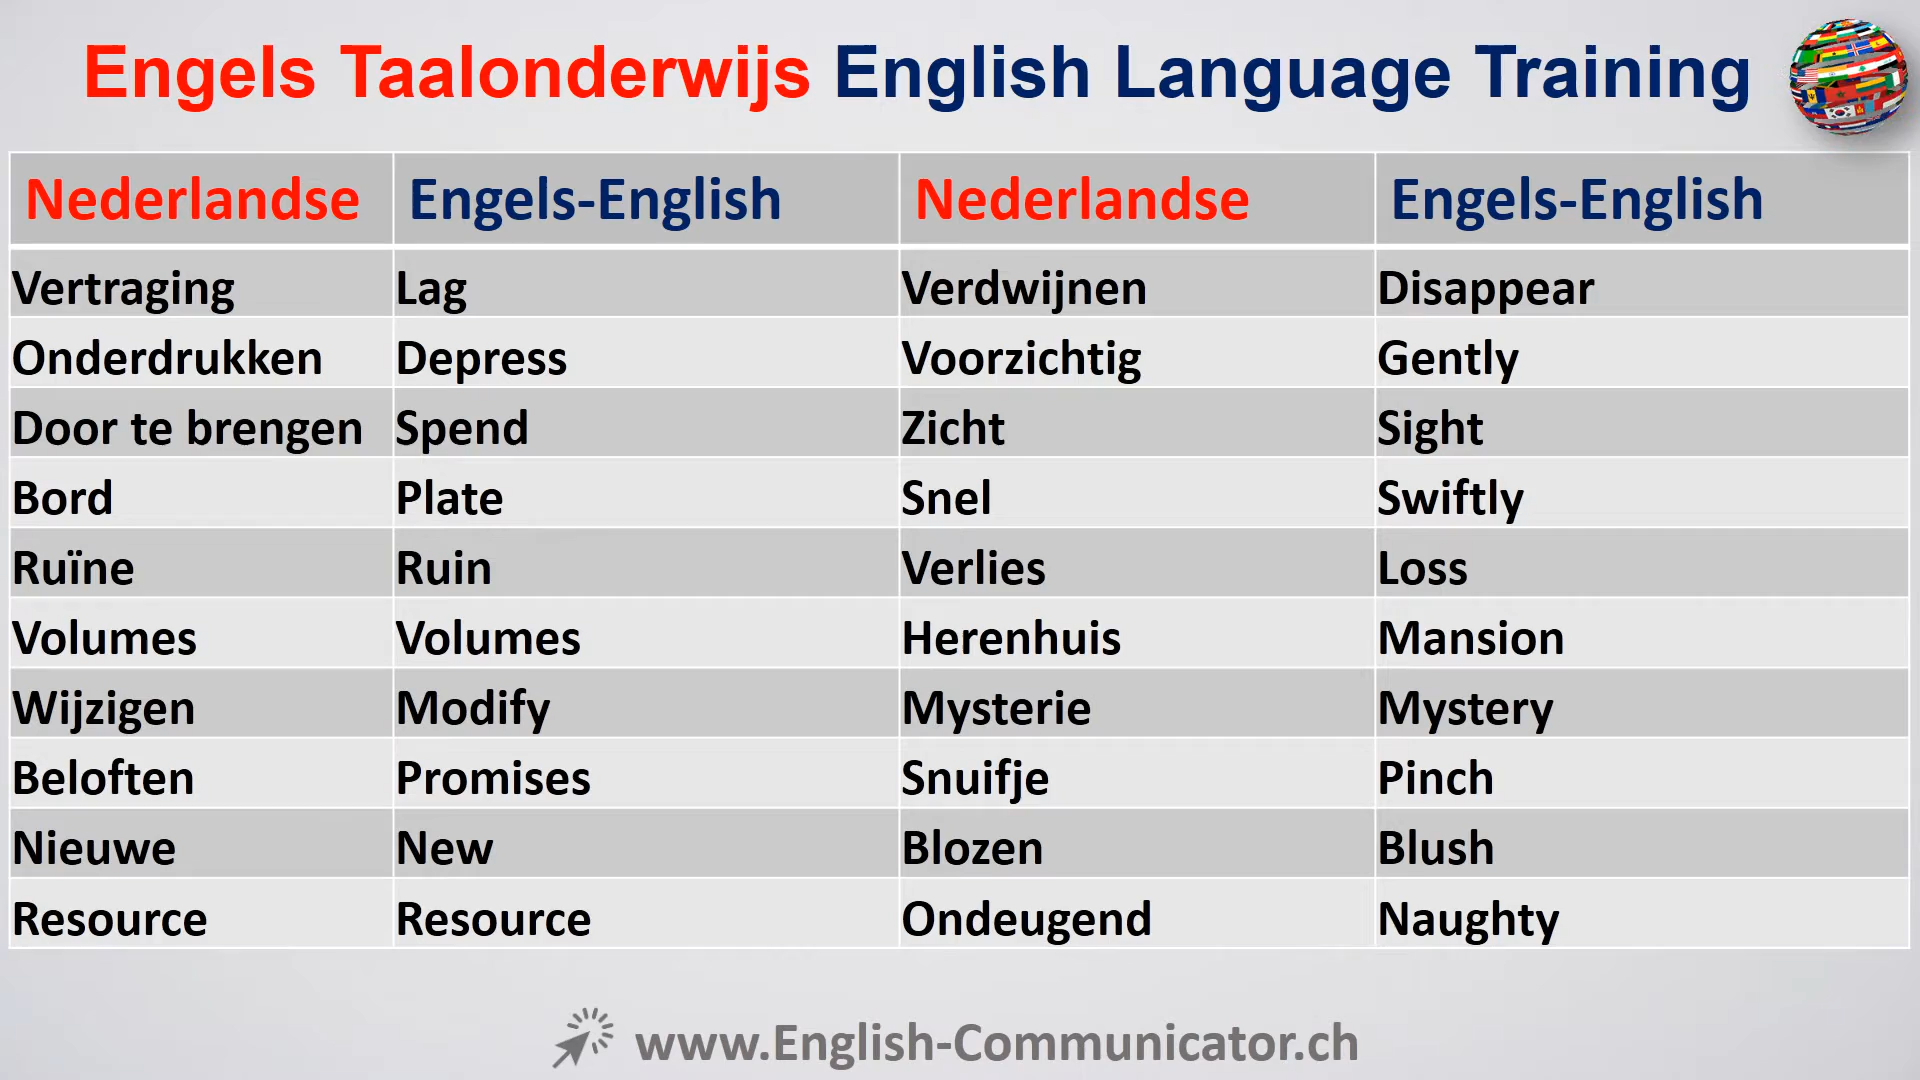 Engels Taalonderwijs English Language Training
Nederlandse Engels-English Nederlandse Engels-English
Vertraging Lag Verdwijnen Disappear
Onderdrukken Depress Voorzichtig Gently
Door te brengen Spend Zicht Sight
Bord Plate Snel Swiftly
Ruïne Ruin Verlies Loss
Volumes Volumes Herenhuis Mansion
Wijzigen Modify Mysterie Mystery
Beloften Promises Snuifje Pinch
Nieuwe New Blozen Blush
Resource Resource Ondeugend Naughty
www.English-Communicator.ch